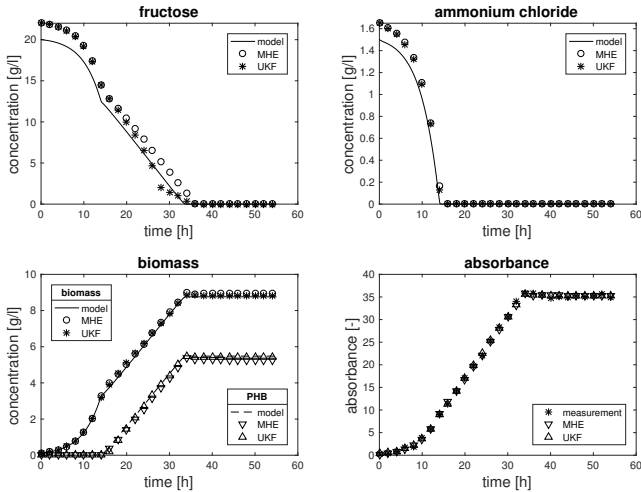 fructose
concentration [g/l]
20
15
10
5
0
0 10 20 30 40 50 60
time [h]
model
MHE
UKF
ammonium chloride
concentration [g/l]
1.6
1.4
1.2
1
0.8
0.6
0.4
0.2
0
0 10 20 30 40 50 60
time [h]
model
MHE
UKF
biomass
concentration [g/l]
10
8
6
4
2
0
0 10 20 30 40 50 60
time [h]
biomass
model
MHE
UKF
PHB
model
MHE
UKF
absorbance
absorbance [-]
40
35
30
25
20
15
10
5
0
0 10 20 30 40 50 60
time [h]
measurement
MHE
UKF